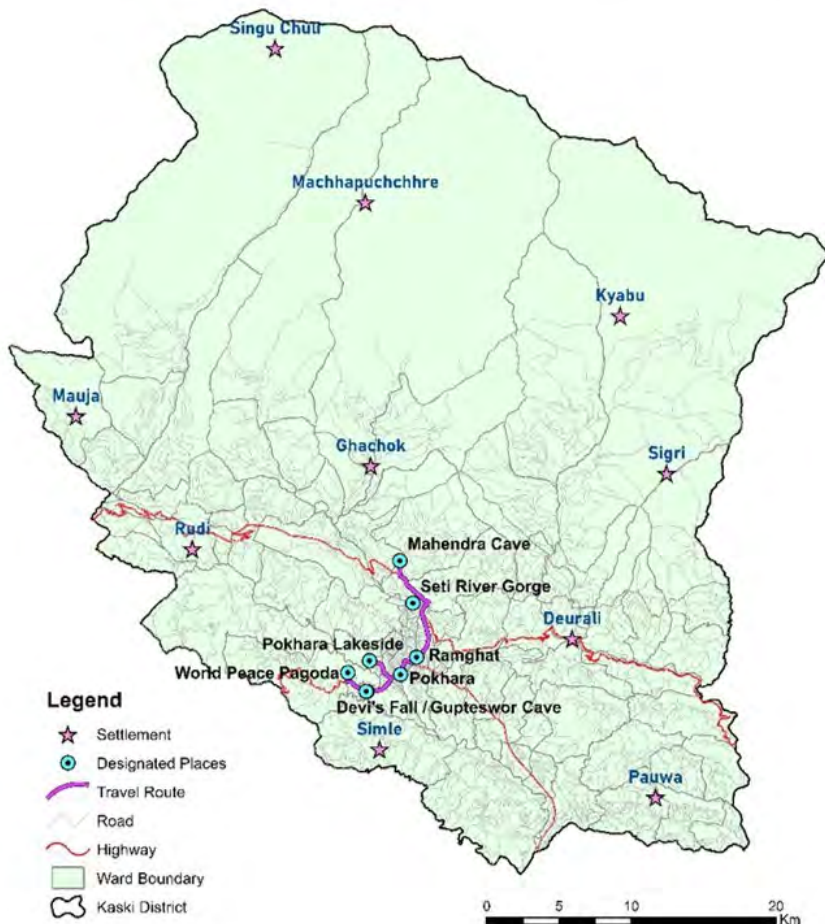 Singu Chuli
Machhapuchchhre
Kyabu
Mauja
Ghachok
Sigri
Rudi
Mahendra Cave
Seti River Gorge
Deurali
Pokhara Lakeside
Ramghat
World Peace Pagoda
Pokhara
Devi's Fall / Gupteswor Cave
Simle
Pauwa
Legend
Settlement
Designated Places
Travel Route
Road
Highway
Ward Boundary
Kaski District
0 5 10 20
Km